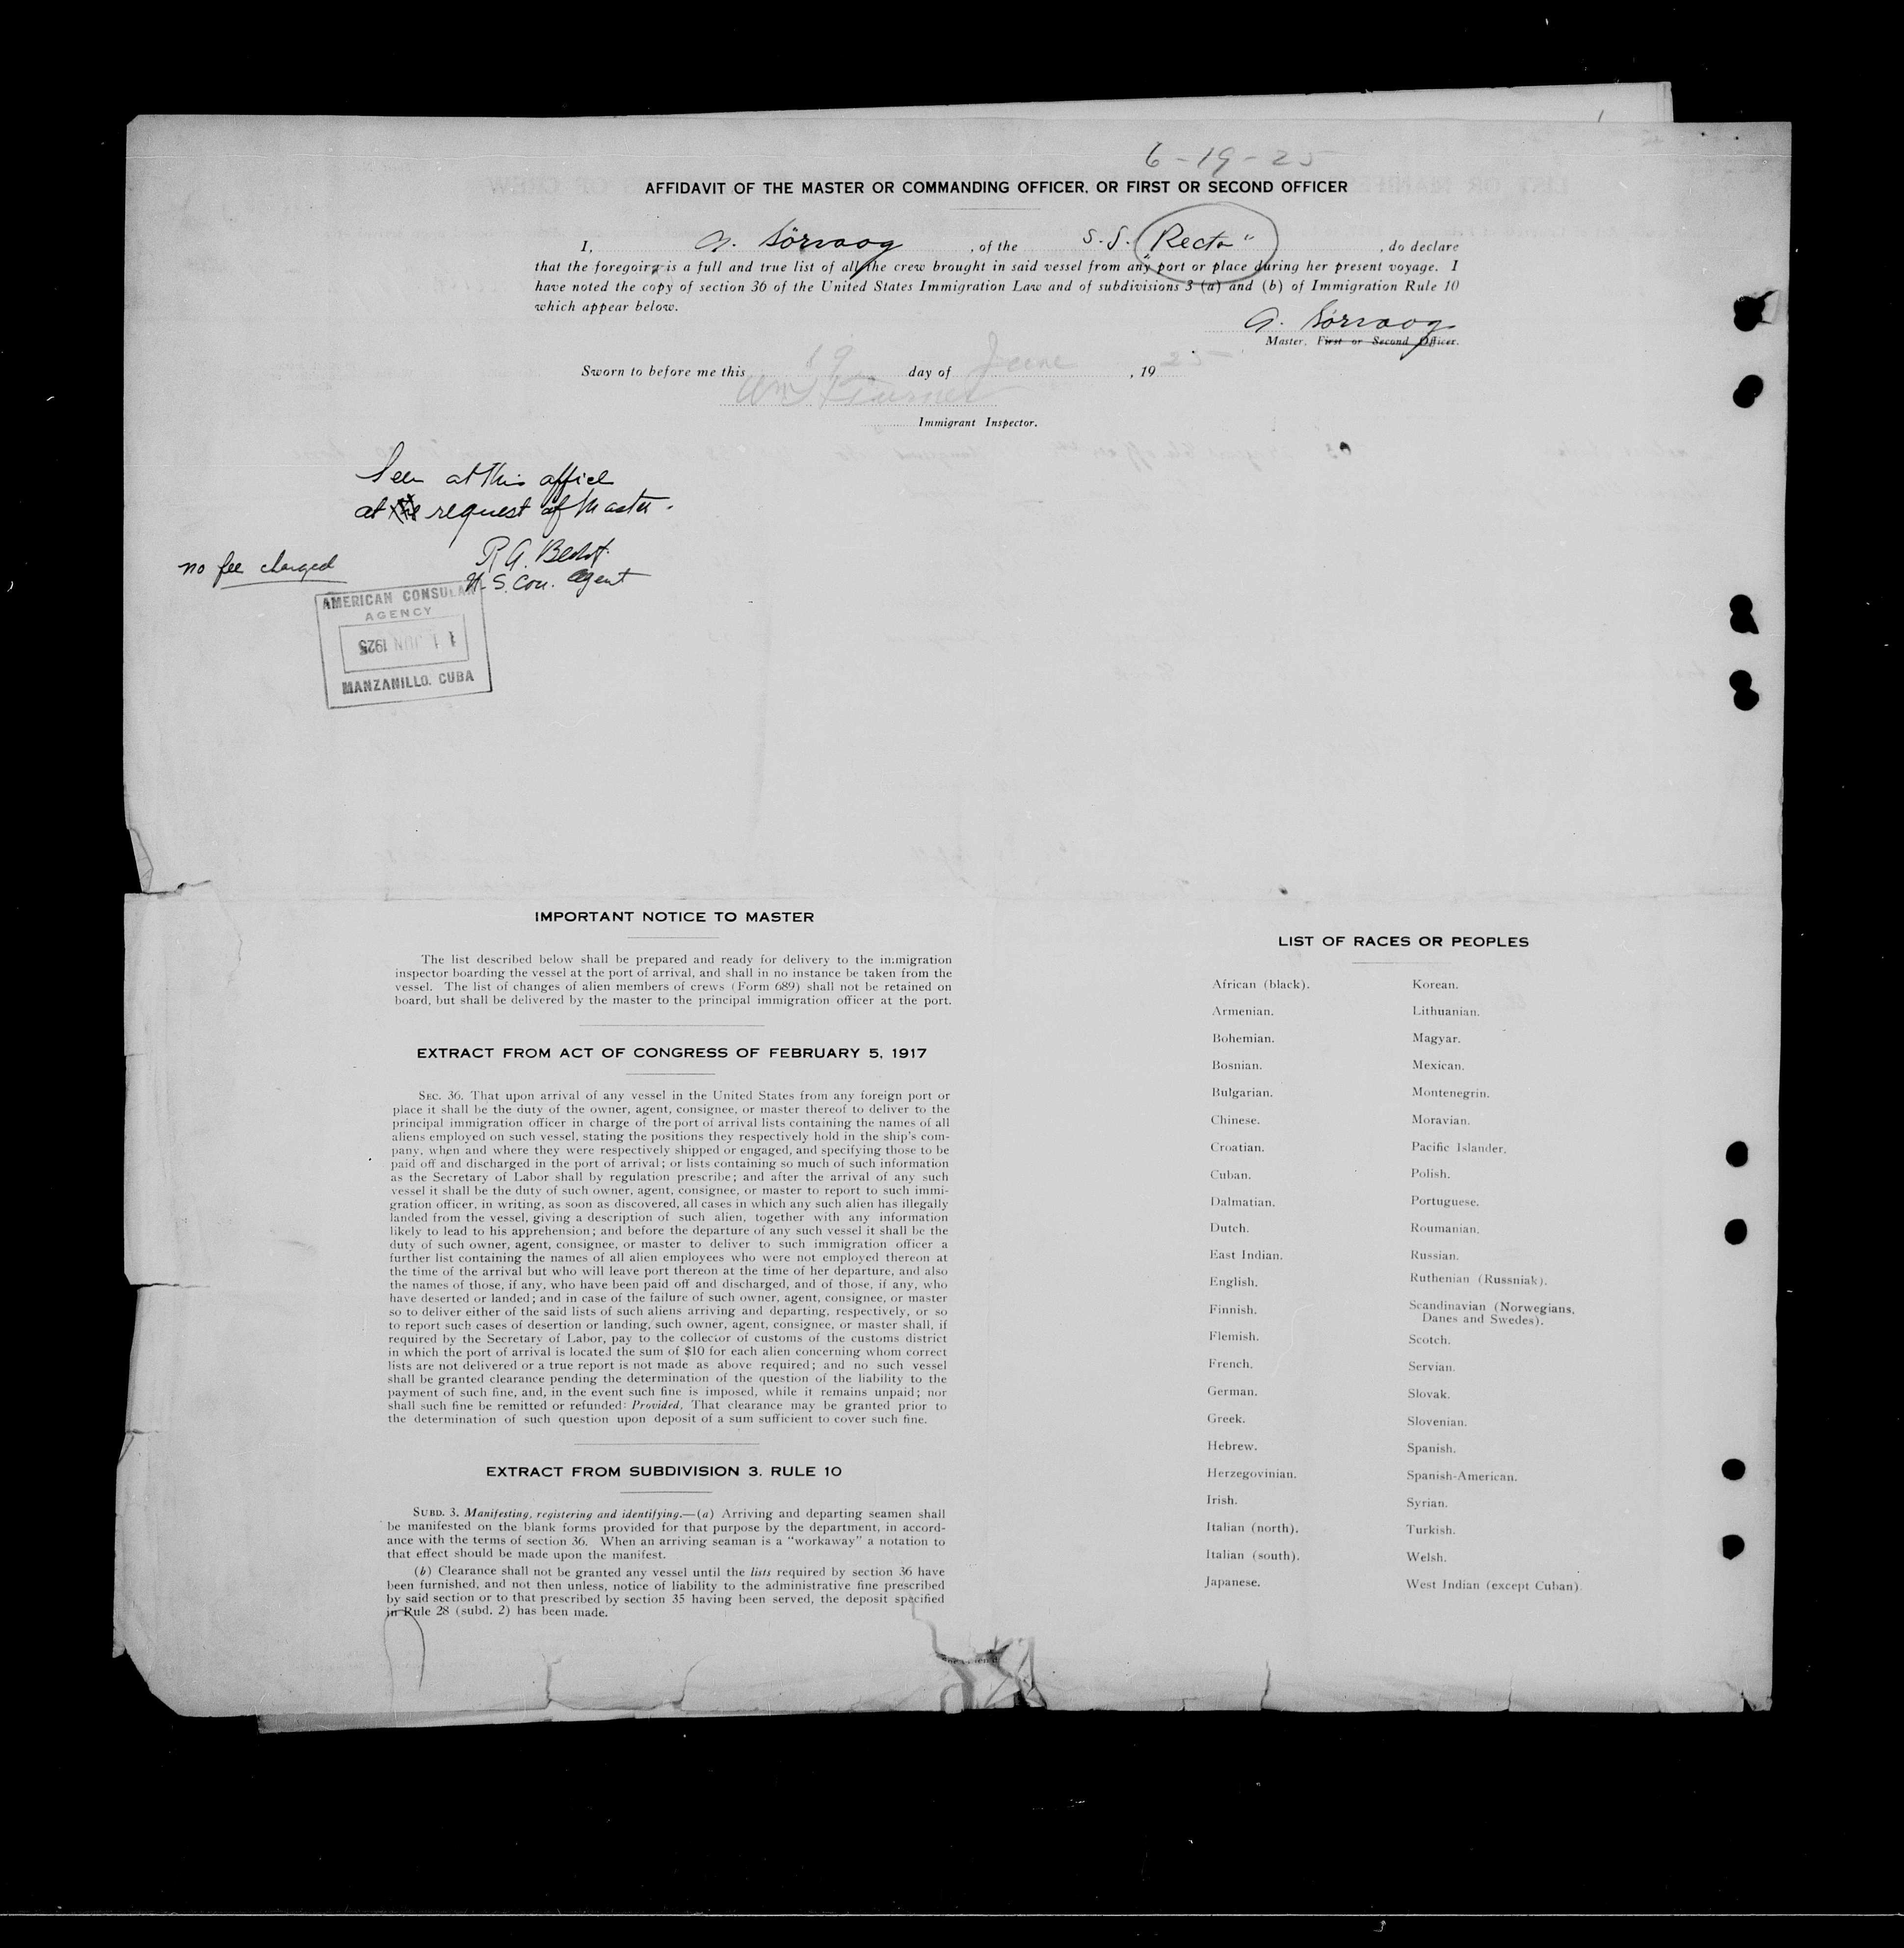 6-19-25
AFFIDAVIT OF THE MASTER OR COMMANDING OFFICER, OR FIRST OR SECOND OFFICER
I, A. Sörvaag, of the S.S. "Recto", do declare
that the foregoing is a full and true list of all the crew brought in said vessel from any port or place during her present voyage. I
have noted the copy of section 36 of the United States Immigration Law and of subdivisions 3 (a) and (b) of Immigration Rule 10
which appear below.
A. Sörvaag
Master, First or Second Officer.
Sworn to before me this 19 day of June, 1925
Wm Turner
Immigrant Inspector.
Seen at this office
at the request of Master.
R. A.
U.S. Con. Agent
no fee charged
AMERICAN CONSULAR
AGENCY
11 JUN 1925
MANZANILLO, CUBA
IMPORTANT NOTICE TO MASTER
The list described below shall be prepared and ready for delivery to the immigration
inspector boarding the vessel at the port of arrival, and shall in no instance be taken from the
vessel. The list of changes of alien members of crews (Form 689) shall not be retained on
board, but shall be delivered by the master to the principal immigration officer at the port.
EXTRACT FROM ACT OF CONGRESS OF FEBRUARY 5, 1917
SEC. 36. That upon arrival of any vessel in the United States from any foreign port or
place it shall be the duty of the owner, agent, consignee, or master thereof to deliver to the
principal immigration officer in charge of the port of arrival lists containing the names of all
aliens employed on such vessel, stating the positions they respectively hold in the ship's com-
pany, when and where they were respectively shipped or engaged, and specifying those to be
paid off and discharged in the port of arrival; or lists containing so much of such information
as the Secretary of Labor shall by regulation prescribe; and after the arrival of any such
vessel it shall be the duty of such owner, agent, consignee, or master to report to such immi-
gration officer, in writing, as soon as discovered, all cases in which any such alien has illegally
landed from the vessel, giving a description of such alien, together with any information
likely to lead to his apprehension; and before the departure of any such vessel it shall be the
duty of such owner, agent, consignee, or master to deliver to such immigration officer a
further list containing the names of all alien employees who were not employed thereon at
the time of the arrival but who will leave port thereon at the time of her departure, and also
the names of those, if any, who have been paid off and discharged, and of those, if any, who
have deserted or landed; and in case of the failure of such owner, agent, consignee, or master
so to deliver either of the said lists of such aliens arriving and departing, respectively, or so
to report such cases of desertion or landing, such owner, agent, consignee, or master shall, if
required by the Secretary of Labor, pay to the collector of customs of the customs district
in which the port of arrival is located the sum of $10 for each alien concerning whom correct
lists are not delivered or a true report is not made as above required; and no such vessel
shall be granted clearance pending the determination of the question of the liability to the
payment of such fine, and, in the event such fine is imposed, while it remains unpaid; nor
shall such fine be remitted or refunded: Provided, That clearance may be granted prior to
the determination of such question upon deposit of a sum sufficient to cover such fine.
EXTRACT FROM SUBDIVISION 3, RULE 10
SUBD. 3. Manifesting, registering and identifying.—(a) Arriving and departing seamen shall
be manifested on the blank forms provided for that purpose by the department, in accord-
ance with the terms of section 36. When an arriving seaman is a "workaway" a notation to
that effect should be made upon the manifest.
(b) Clearance shall not be granted any vessel until the lists required by section 36 have
been furnished, and not then unless, notice of liability to the administrative fine prescribed
by said section or to that prescribed by section 35 having been served, the deposit specified
in Rule 28 (subd. 2) has been made.
LIST OF RACES OR PEOPLES
African (black).
Armenian.
Bohemian.
Bosnian.
Bulgarian.
Chinese.
Croatian.
Cuban.
Dalmatian.
Dutch.
East Indian.
English.
Finnish.
Flemish.
French.
German.
Greek.
Hebrew.
Herzegovinian.
Irish.
Italian (north).
Italian (south).
Japanese.
Korean.
Lithuanian.
Magyar.
Mexican.
Montenegrin.
Moravian.
Pacific Islander.
Polish.
Portuguese.
Roumanian.
Russian.
Ruthenian (Russniak).
Scandinavian (Norwegians,
Danes and Swedes).
Scotch.
Servian.
Slovak.
Slovenian.
Spanish.
Spanish-American.
Syrian.
Turkish.
Welsh.
West Indian (except Cuban).